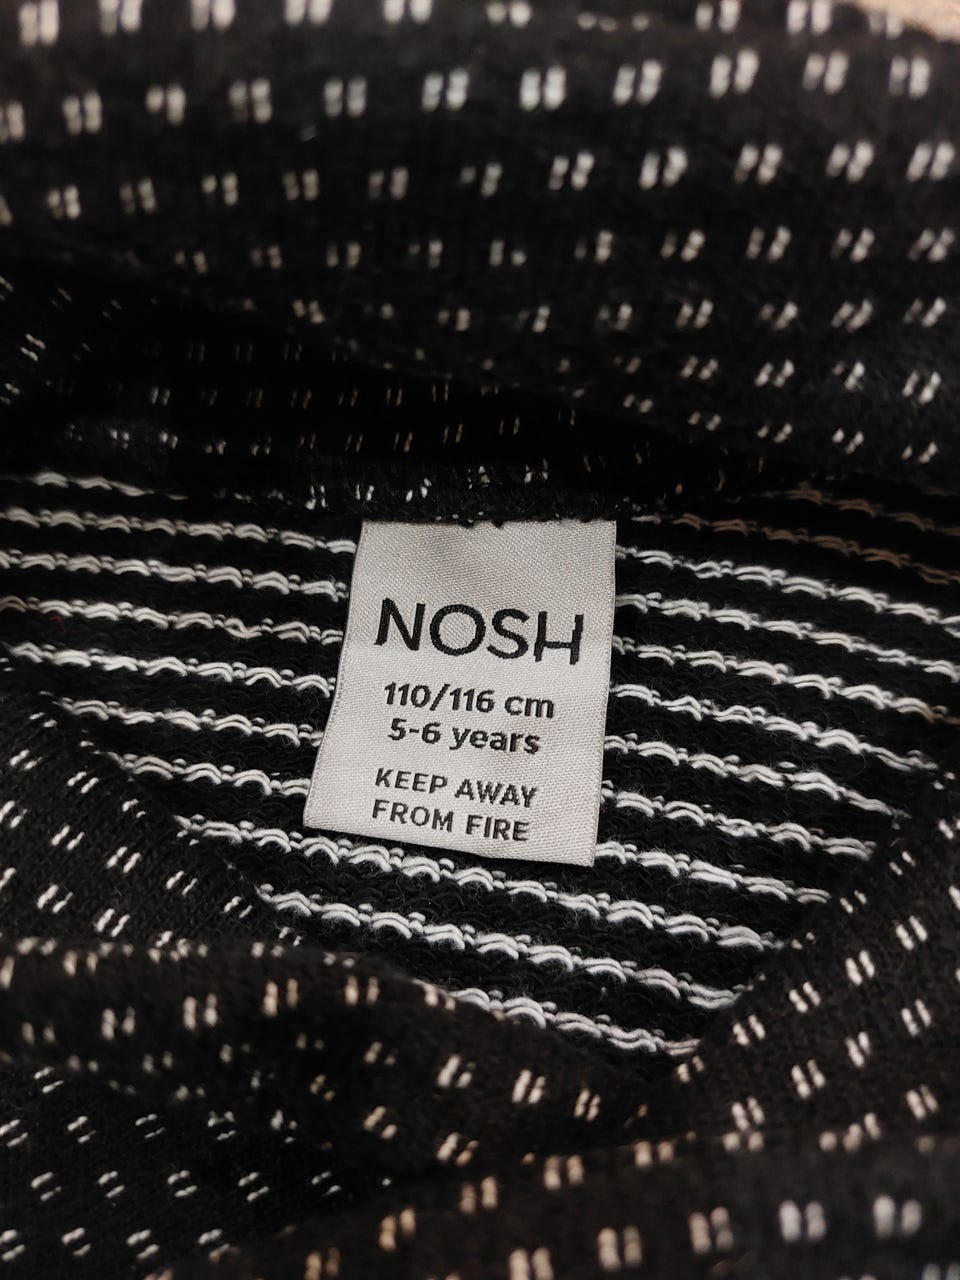 NOSH
110/116 cm
5-6 years
KEEP AWAY
FROM FIRE